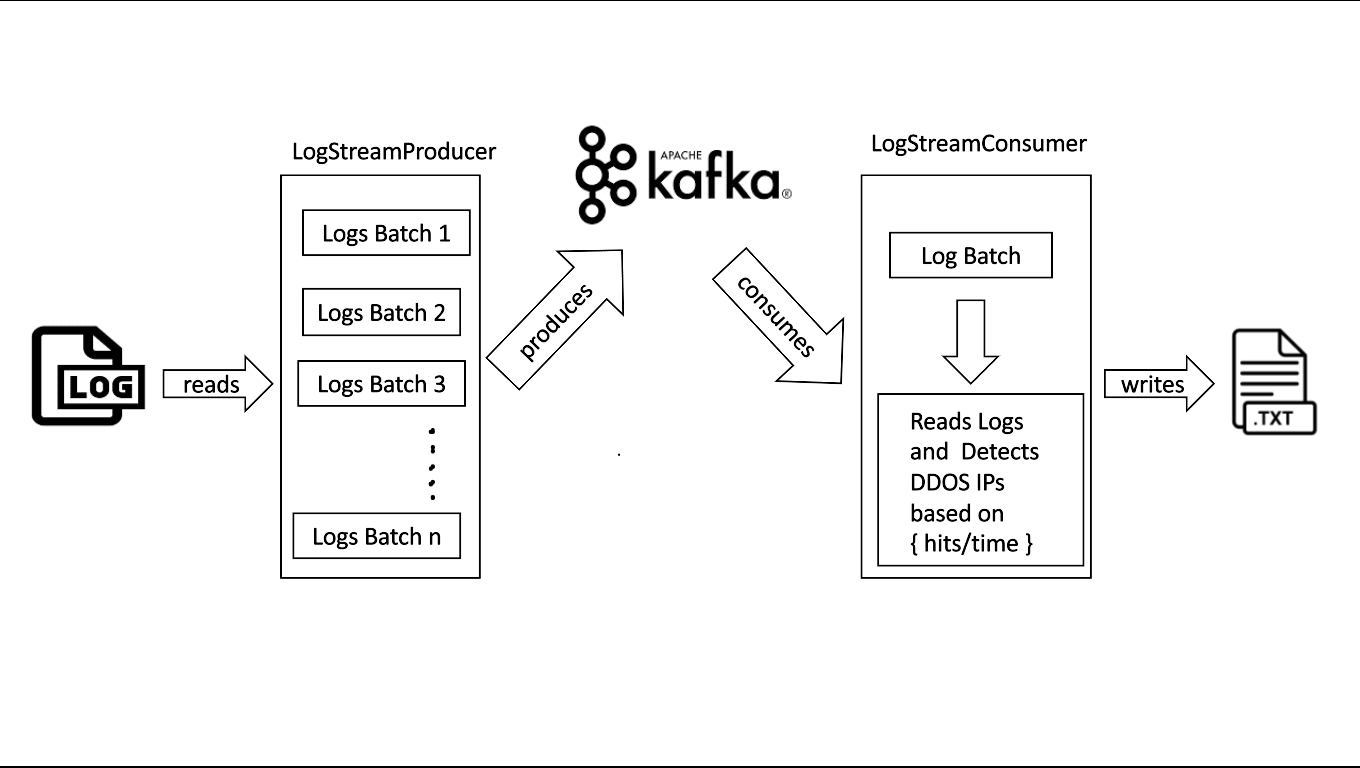 LogStreamProducer
Logs Batch 1
Logs Batch 2
Logs Batch 3
Logs Batch n
LOG
reads
produces
APACHE
kafka®
consumes
LogStreamConsumer
Log Batch
Reads Logs
and  Detects
DDOS IPs
based on
{ hits/time }
writes
.TXT